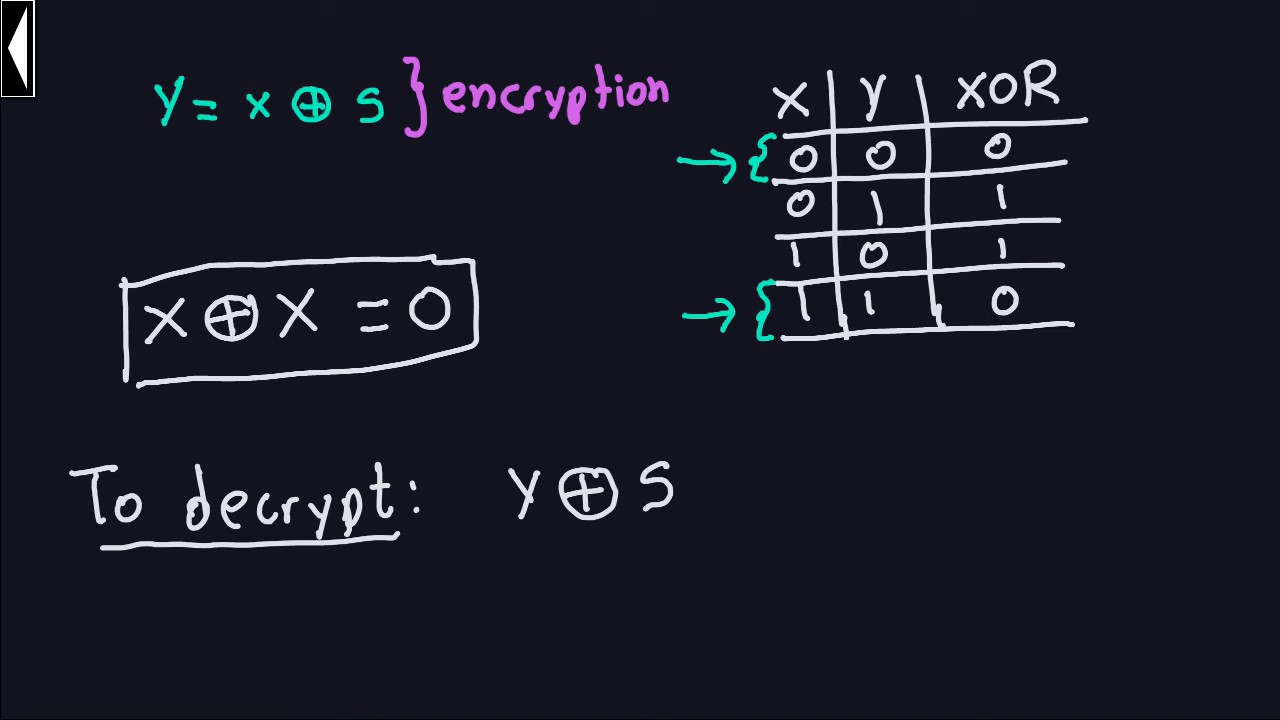 y = x ⊕ s } encryption
X | Y | XOR
0 | 0 | 0
0 | 1 | 1
1 | 0 | 1
1 | 1 | 0
X ⊕ X = 0
To decrypt: y ⊕ s